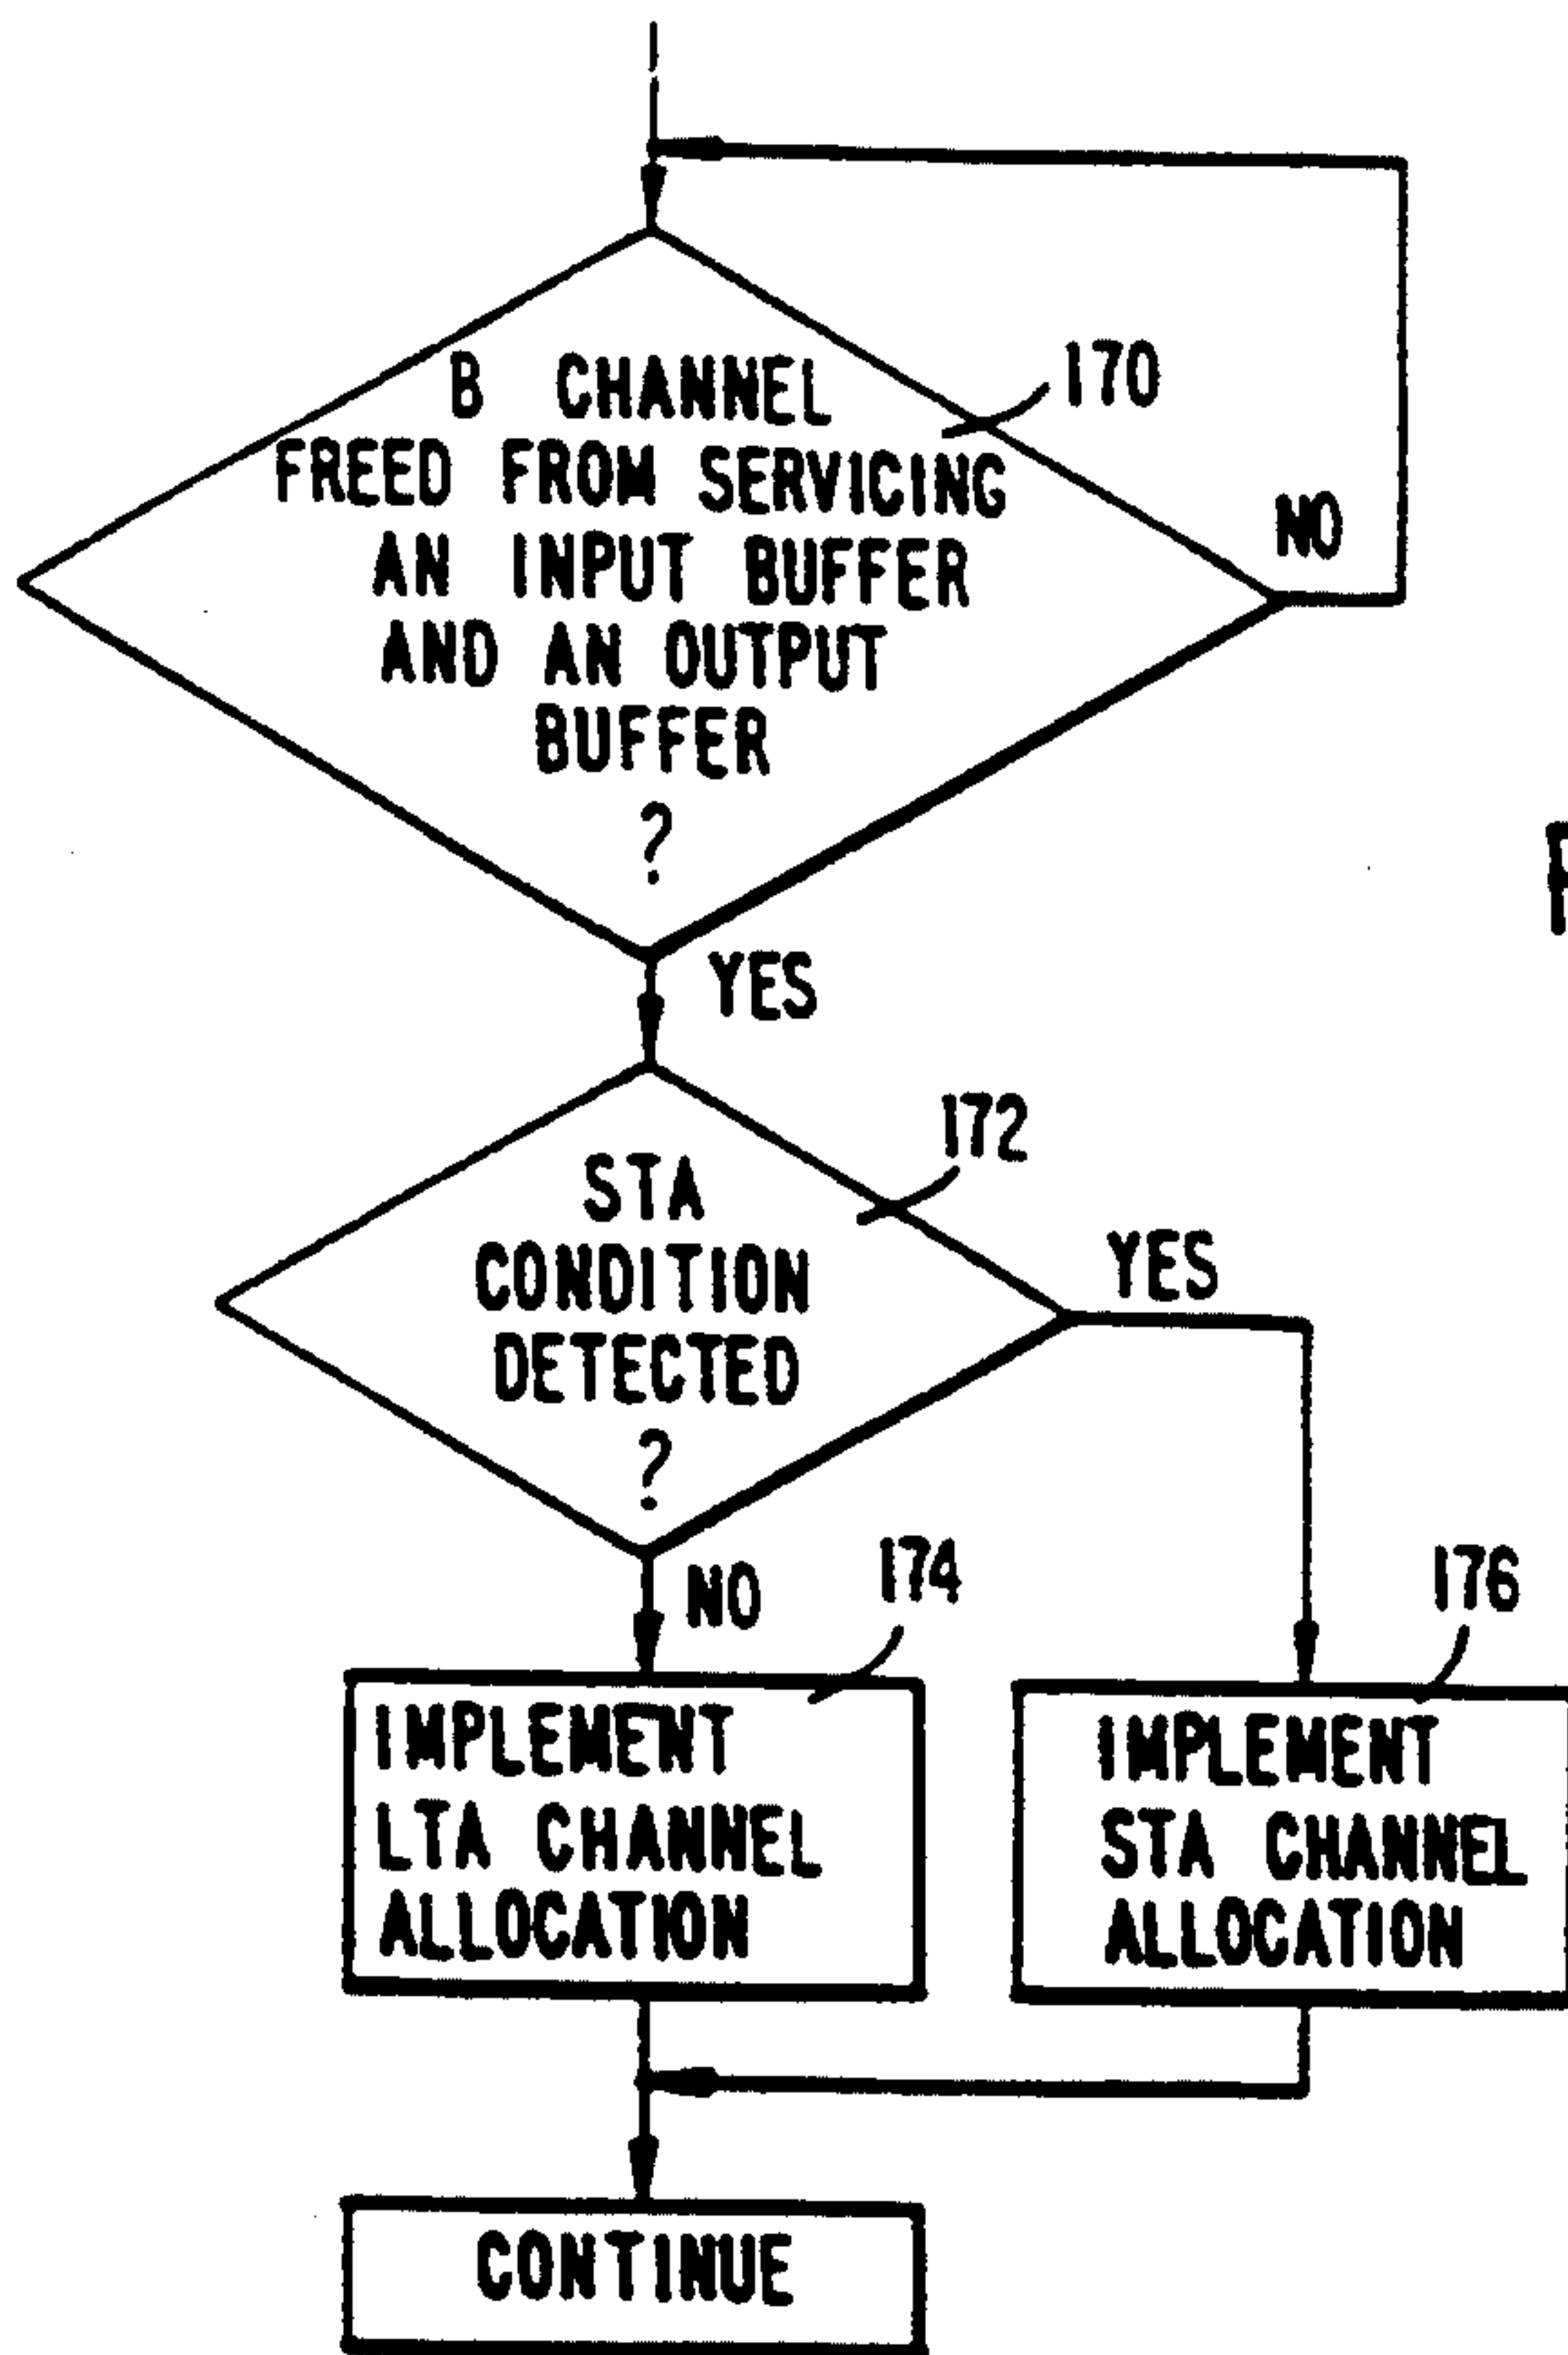 B CHANNEL
FREED FROM SERVICING
AN INPUT BUFFER
AND AN OUTPUT
BUFFER
?
170
NO
YES
172
STA
CONDITION
DETECTED
?
YES
NO
174
176
IMPLEMENT
LTA CHANNEL
ALLOCATION
IMPLEMENT
STA CHANNEL
ALLOCATION
CONTINUE